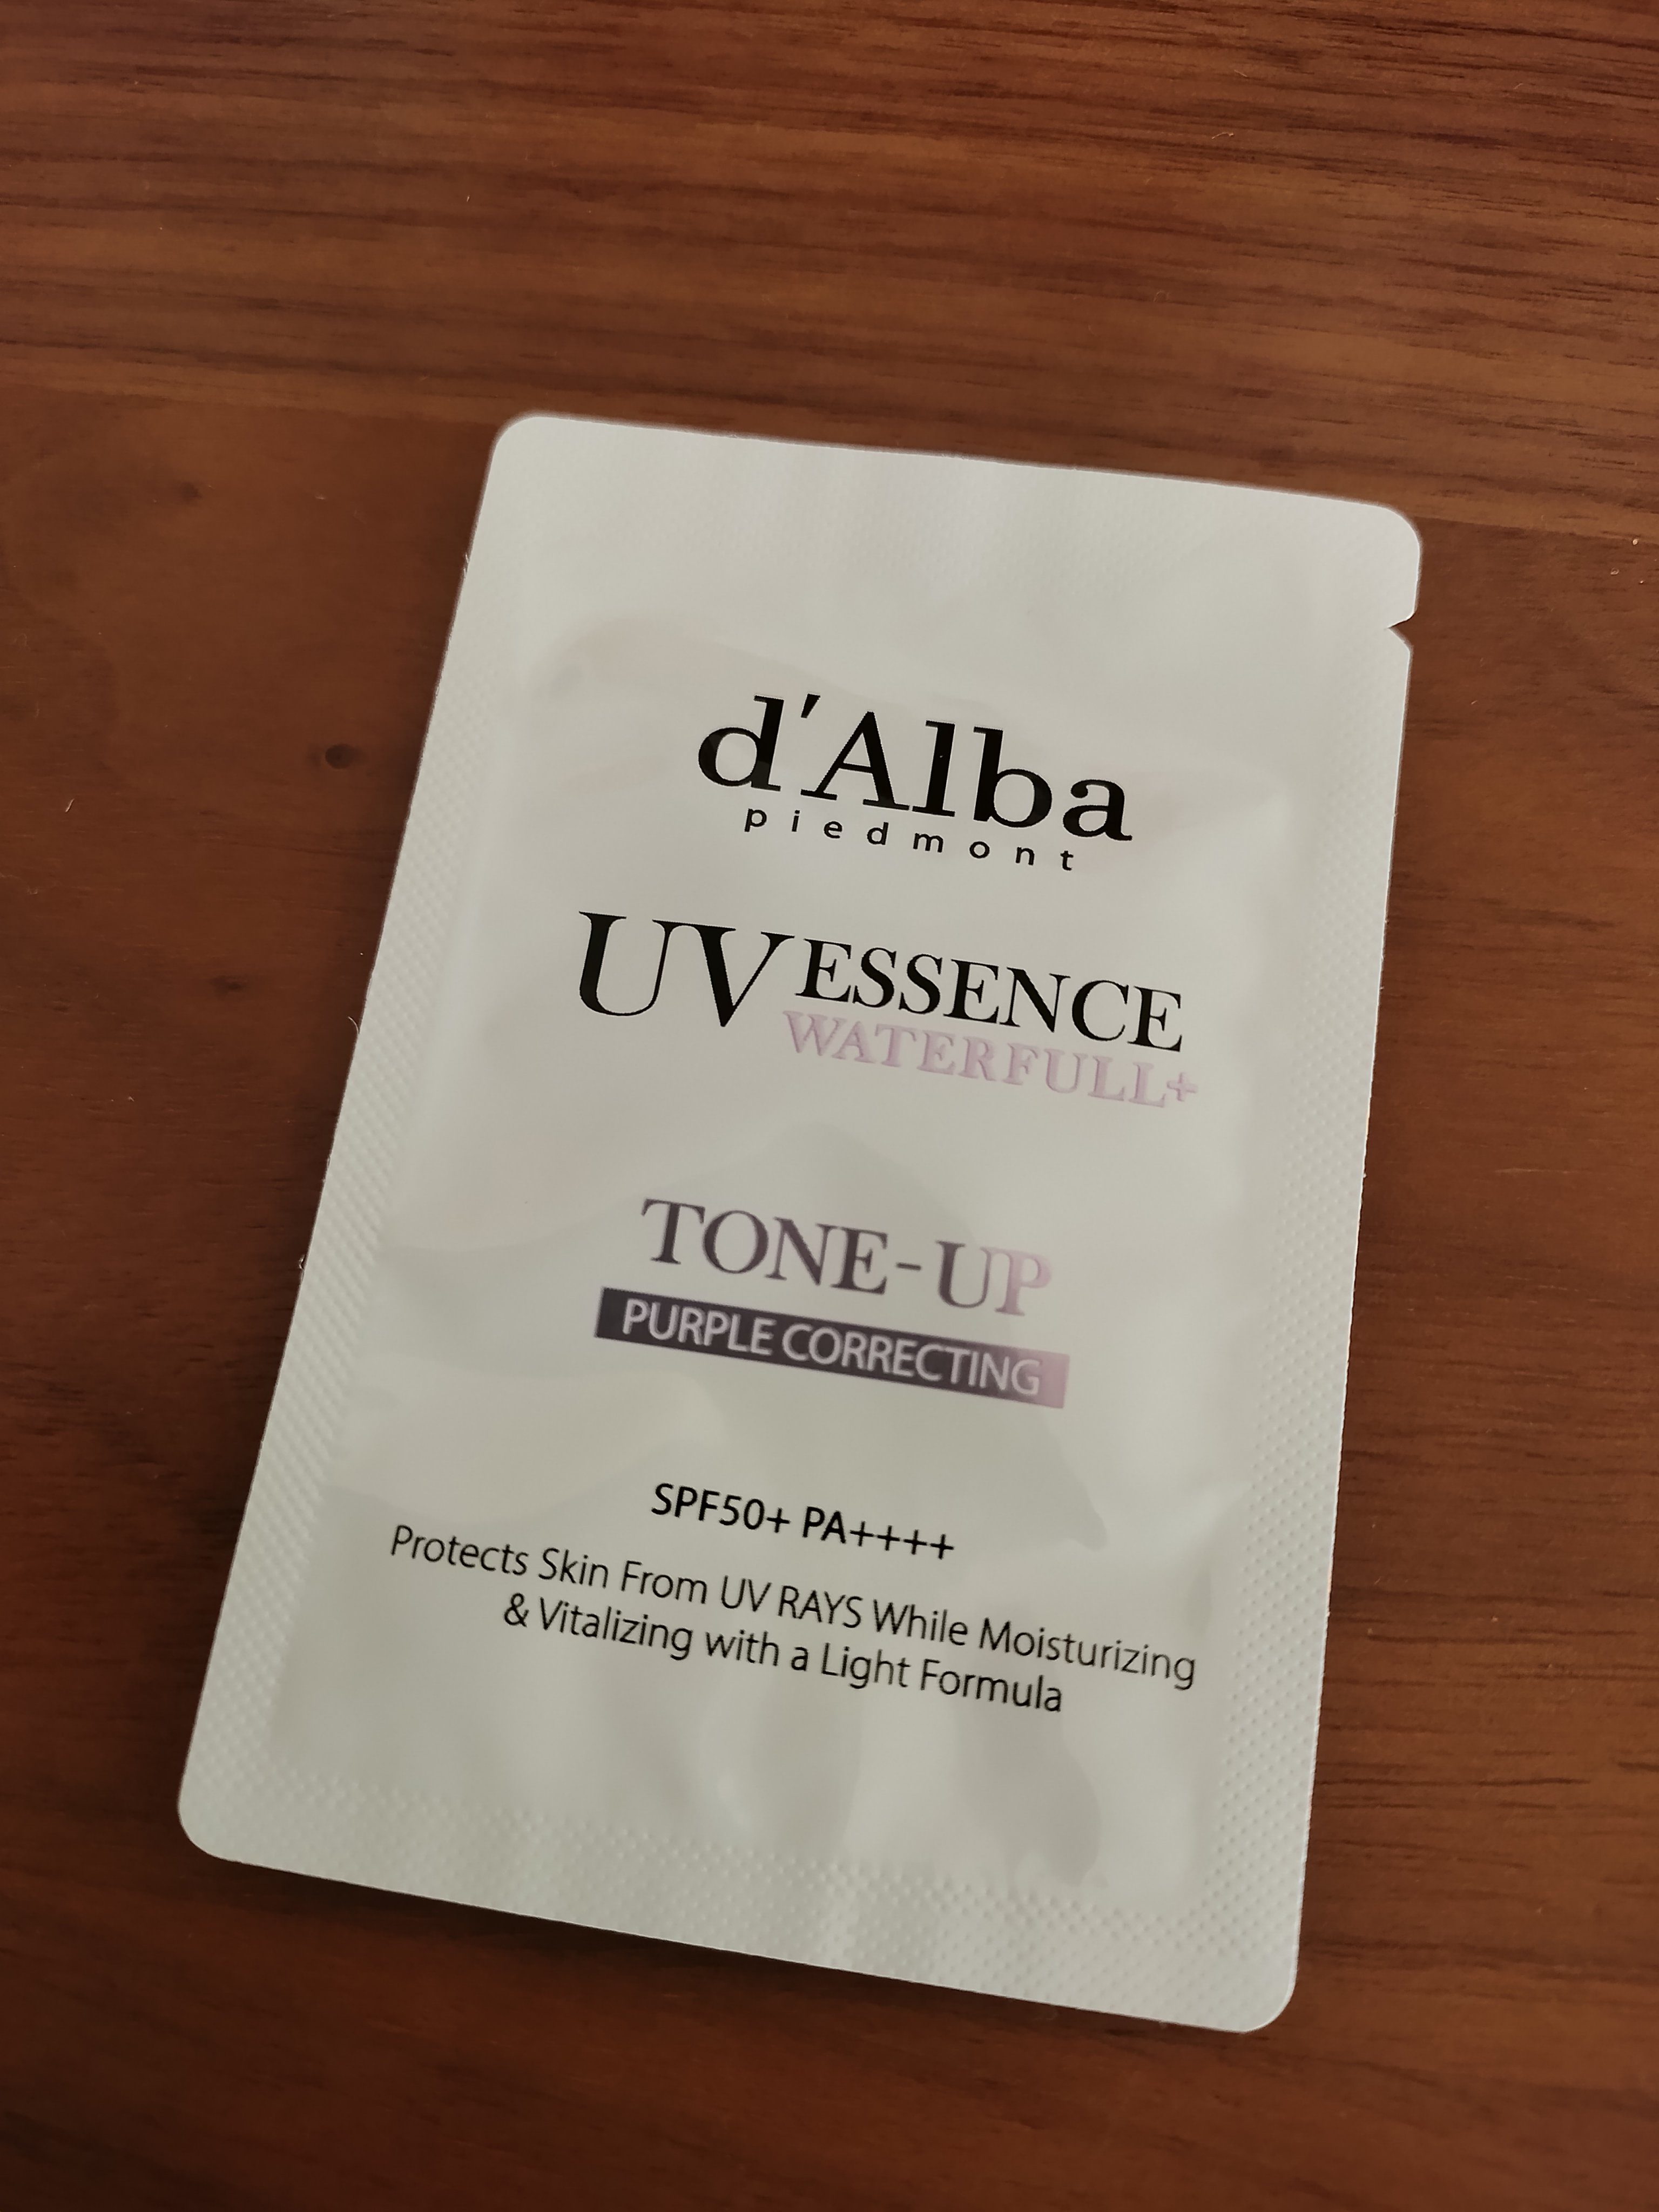 d'Alba
piedmont
UV ESSENCE
WATERFULL+
TONE-UP
PURPLE CORRECTING
SPF50+ PA++++
Protects Skin From UV RAYS While Moisturizing
& Vitalizing with a Light Formula